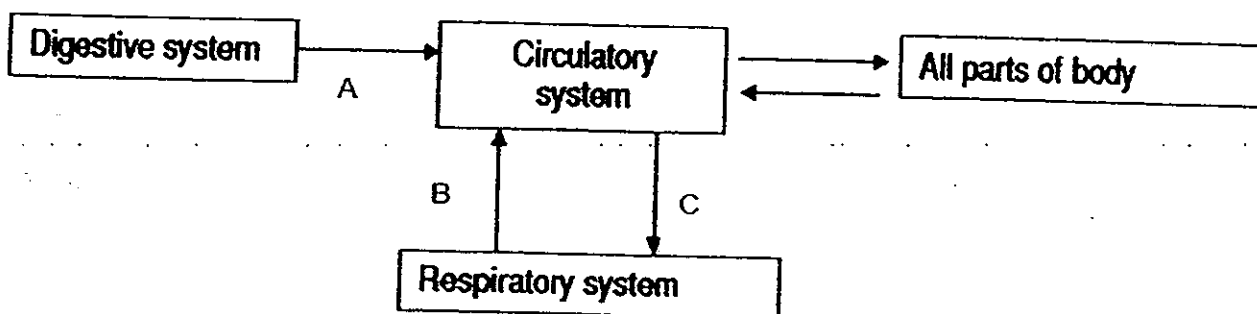 Digestive system
Circulatory
system
All parts of body
A
B
C
Respiratory system